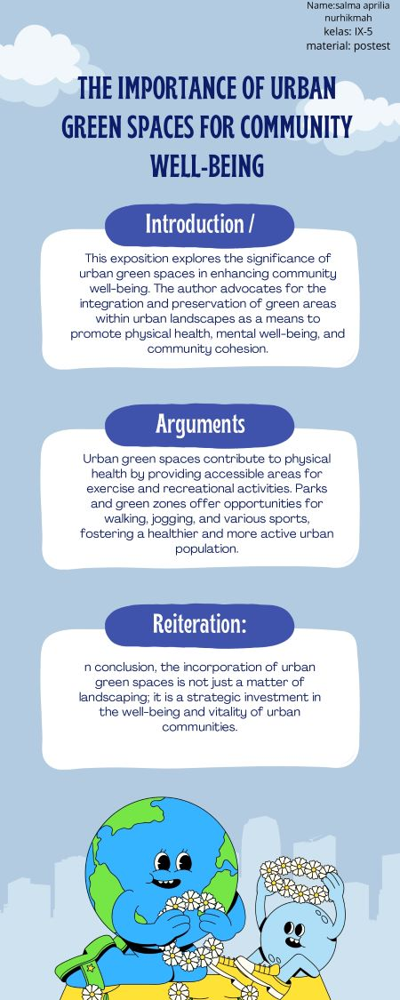 Name:salma aprilia
nurhikmah
kelas: IX-5
material: postest
THE IMPORTANCE OF URBAN
GREEN SPACES FOR COMMUNITY
WELL-BEING
Introduction /
This exposition explores the significance of
urban green spaces in enhancing community
well-being. The author advocates for the
integration and preservation of green areas
within urban landscapes as a means to
promote physical health, mental well-being, and
community cohesion.
Arguments
Urban green spaces contribute to physical
health by providing accessible areas for
exercise and recreational activities. Parks
and green zones offer opportunities for
walking, jogging, and various sports,
fostering a healthier and more active urban
population.
Reiteration:
n conclusion, the incorporation of urban
green spaces is not just a matter of
landscaping; it is a strategic investment in
the well-being and vitality of urban
communities.